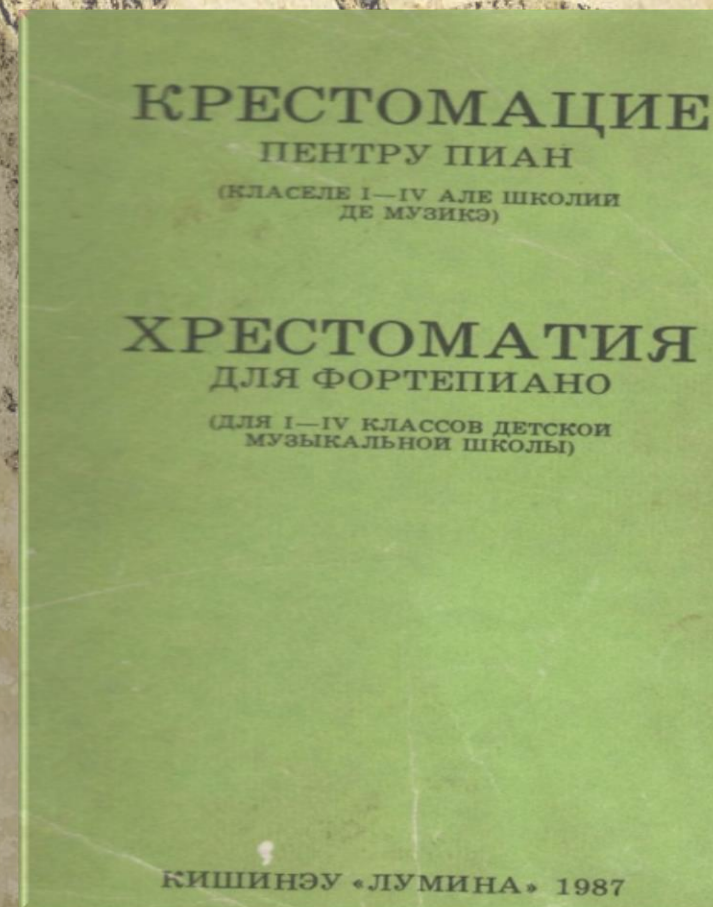 КРЕСТОМАЦИЕ
ПЕНТРУ ПИАН
(КЛАСЕЛЕ I—IV АЛЕ ШКОЛИЙ
ДЕ МУЗИКЭ)
ХРЕСТОМАТИЯ
ДЛЯ ФОРТЕПИАНО
(ДЛЯ I—IV КЛАССОВ ДЕТСКОЙ
МУЗЫКАЛЬНОЙ ШКОЛЫ)
КИШИНЭУ «ЛУМИНА» 1987